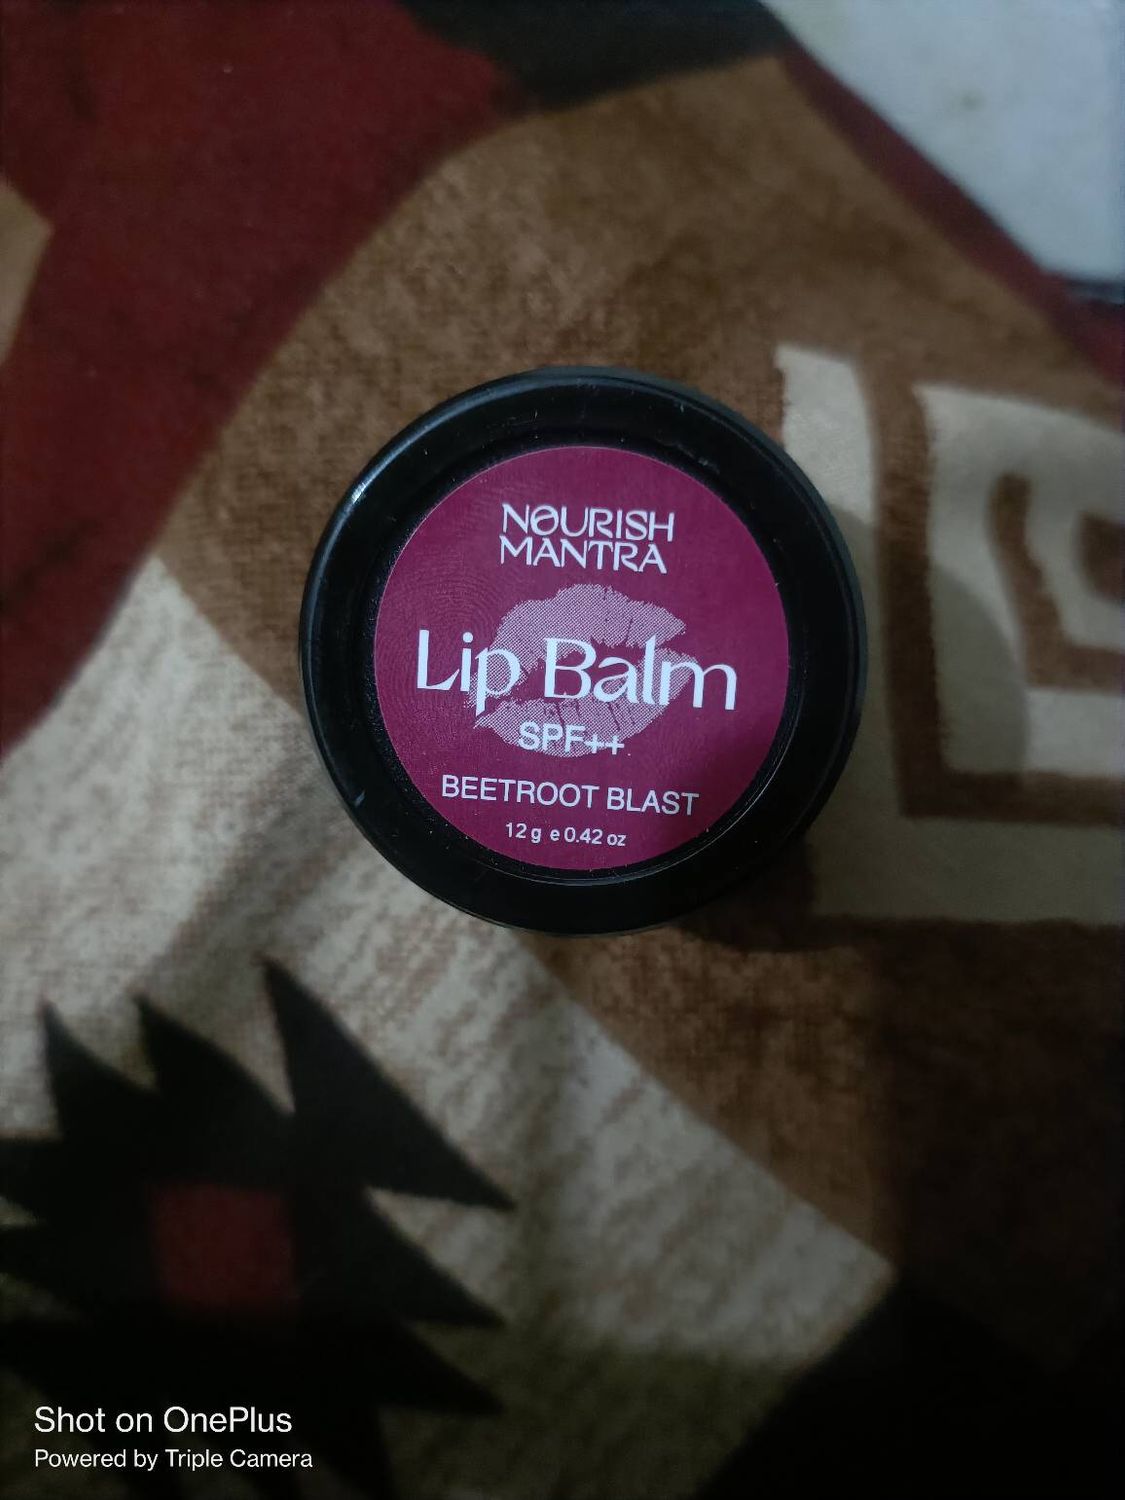 NOURISH
MANTRA
Lip Balm
SPF++
BEETROOT BLAST
12 g e 0.42 oz
Shot on OnePlus
Powered by Triple Camera